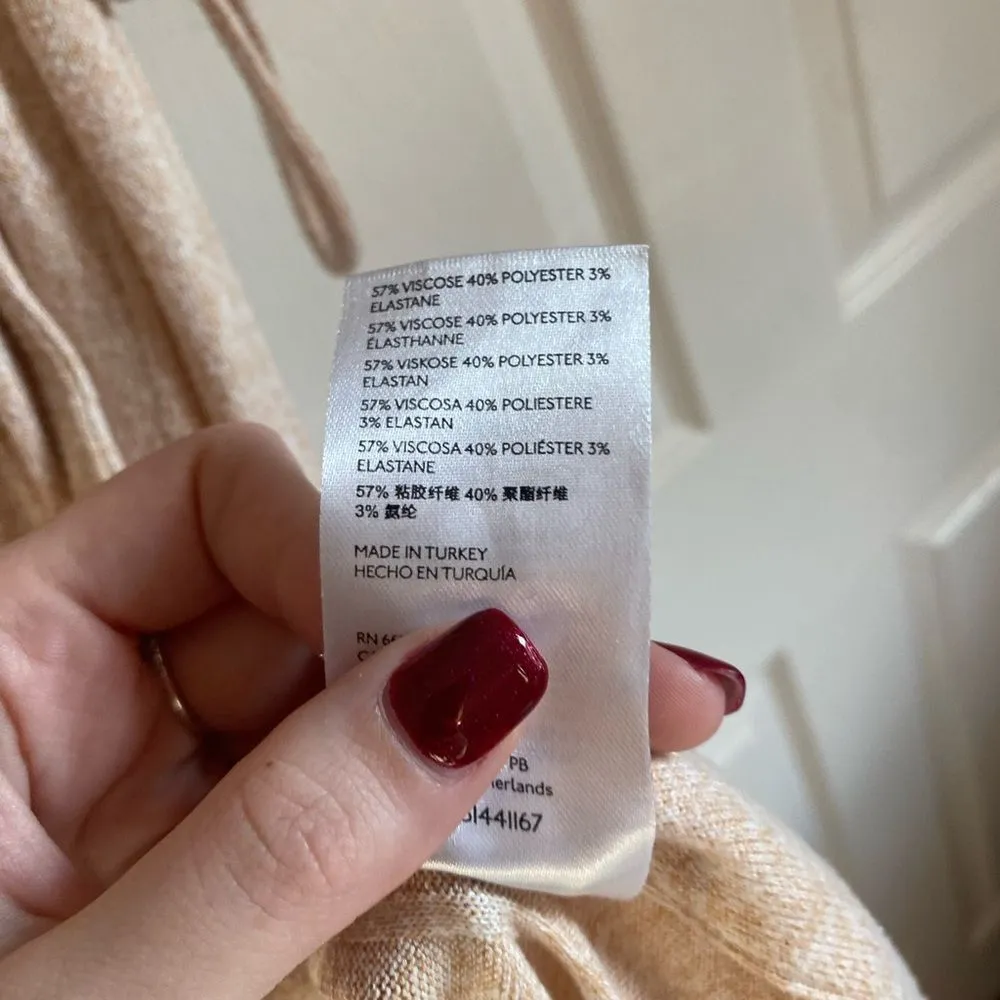 57% VISCOSE 40% POLYESTER 3%
ELASTANE
57% VISCOSE 40% POLYESTER 3%
ÉLASTHANNE
57% VISKOSE 40% POLYESTER 3%
ELASTAN
57% VISCOSA 40% POLIESTERE
3% ELASTAN
57% VISCOSA 40% POLIÉSTER 3%
ELASTANE
57% 粘胶纤维 40% 聚酯纤维
3% 氨纶
MADE IN TURKEY
HECHO EN TURQUÍA
RN
PB